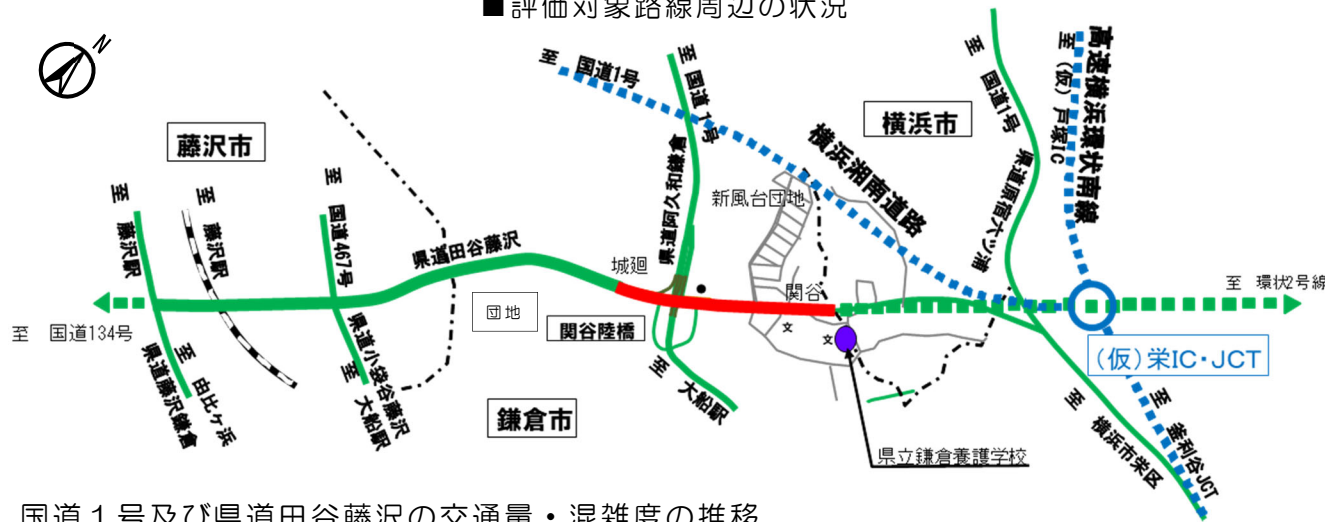 ■評価対象路線周辺の状況
N
藤沢市
横浜市
鎌倉市
至 国道1号
至 国道1号
至 国道1号
高速横浜環状南線
至(仮)戸塚IC
横浜湘南道路
県道原宿六ツ浦
県道阿久和鎌倉
新風台団地
至 藤沢駅
至 藤沢駅
至 国道467号
県道田谷藤沢
城廻
関谷
至 環状2号線
団地
関谷陸橋
文
文
至 国道134号
県道藤沢鎌倉
至 由比ヶ浜
県道小袋谷藤沢
至 大船駅
至 大船駅
(仮)栄IC・JCT
至 横浜市栄区
至 釜利谷JCT
県立鎌倉養護学校
国道1号及び県道田谷藤沢の交通量・混雑度の推移